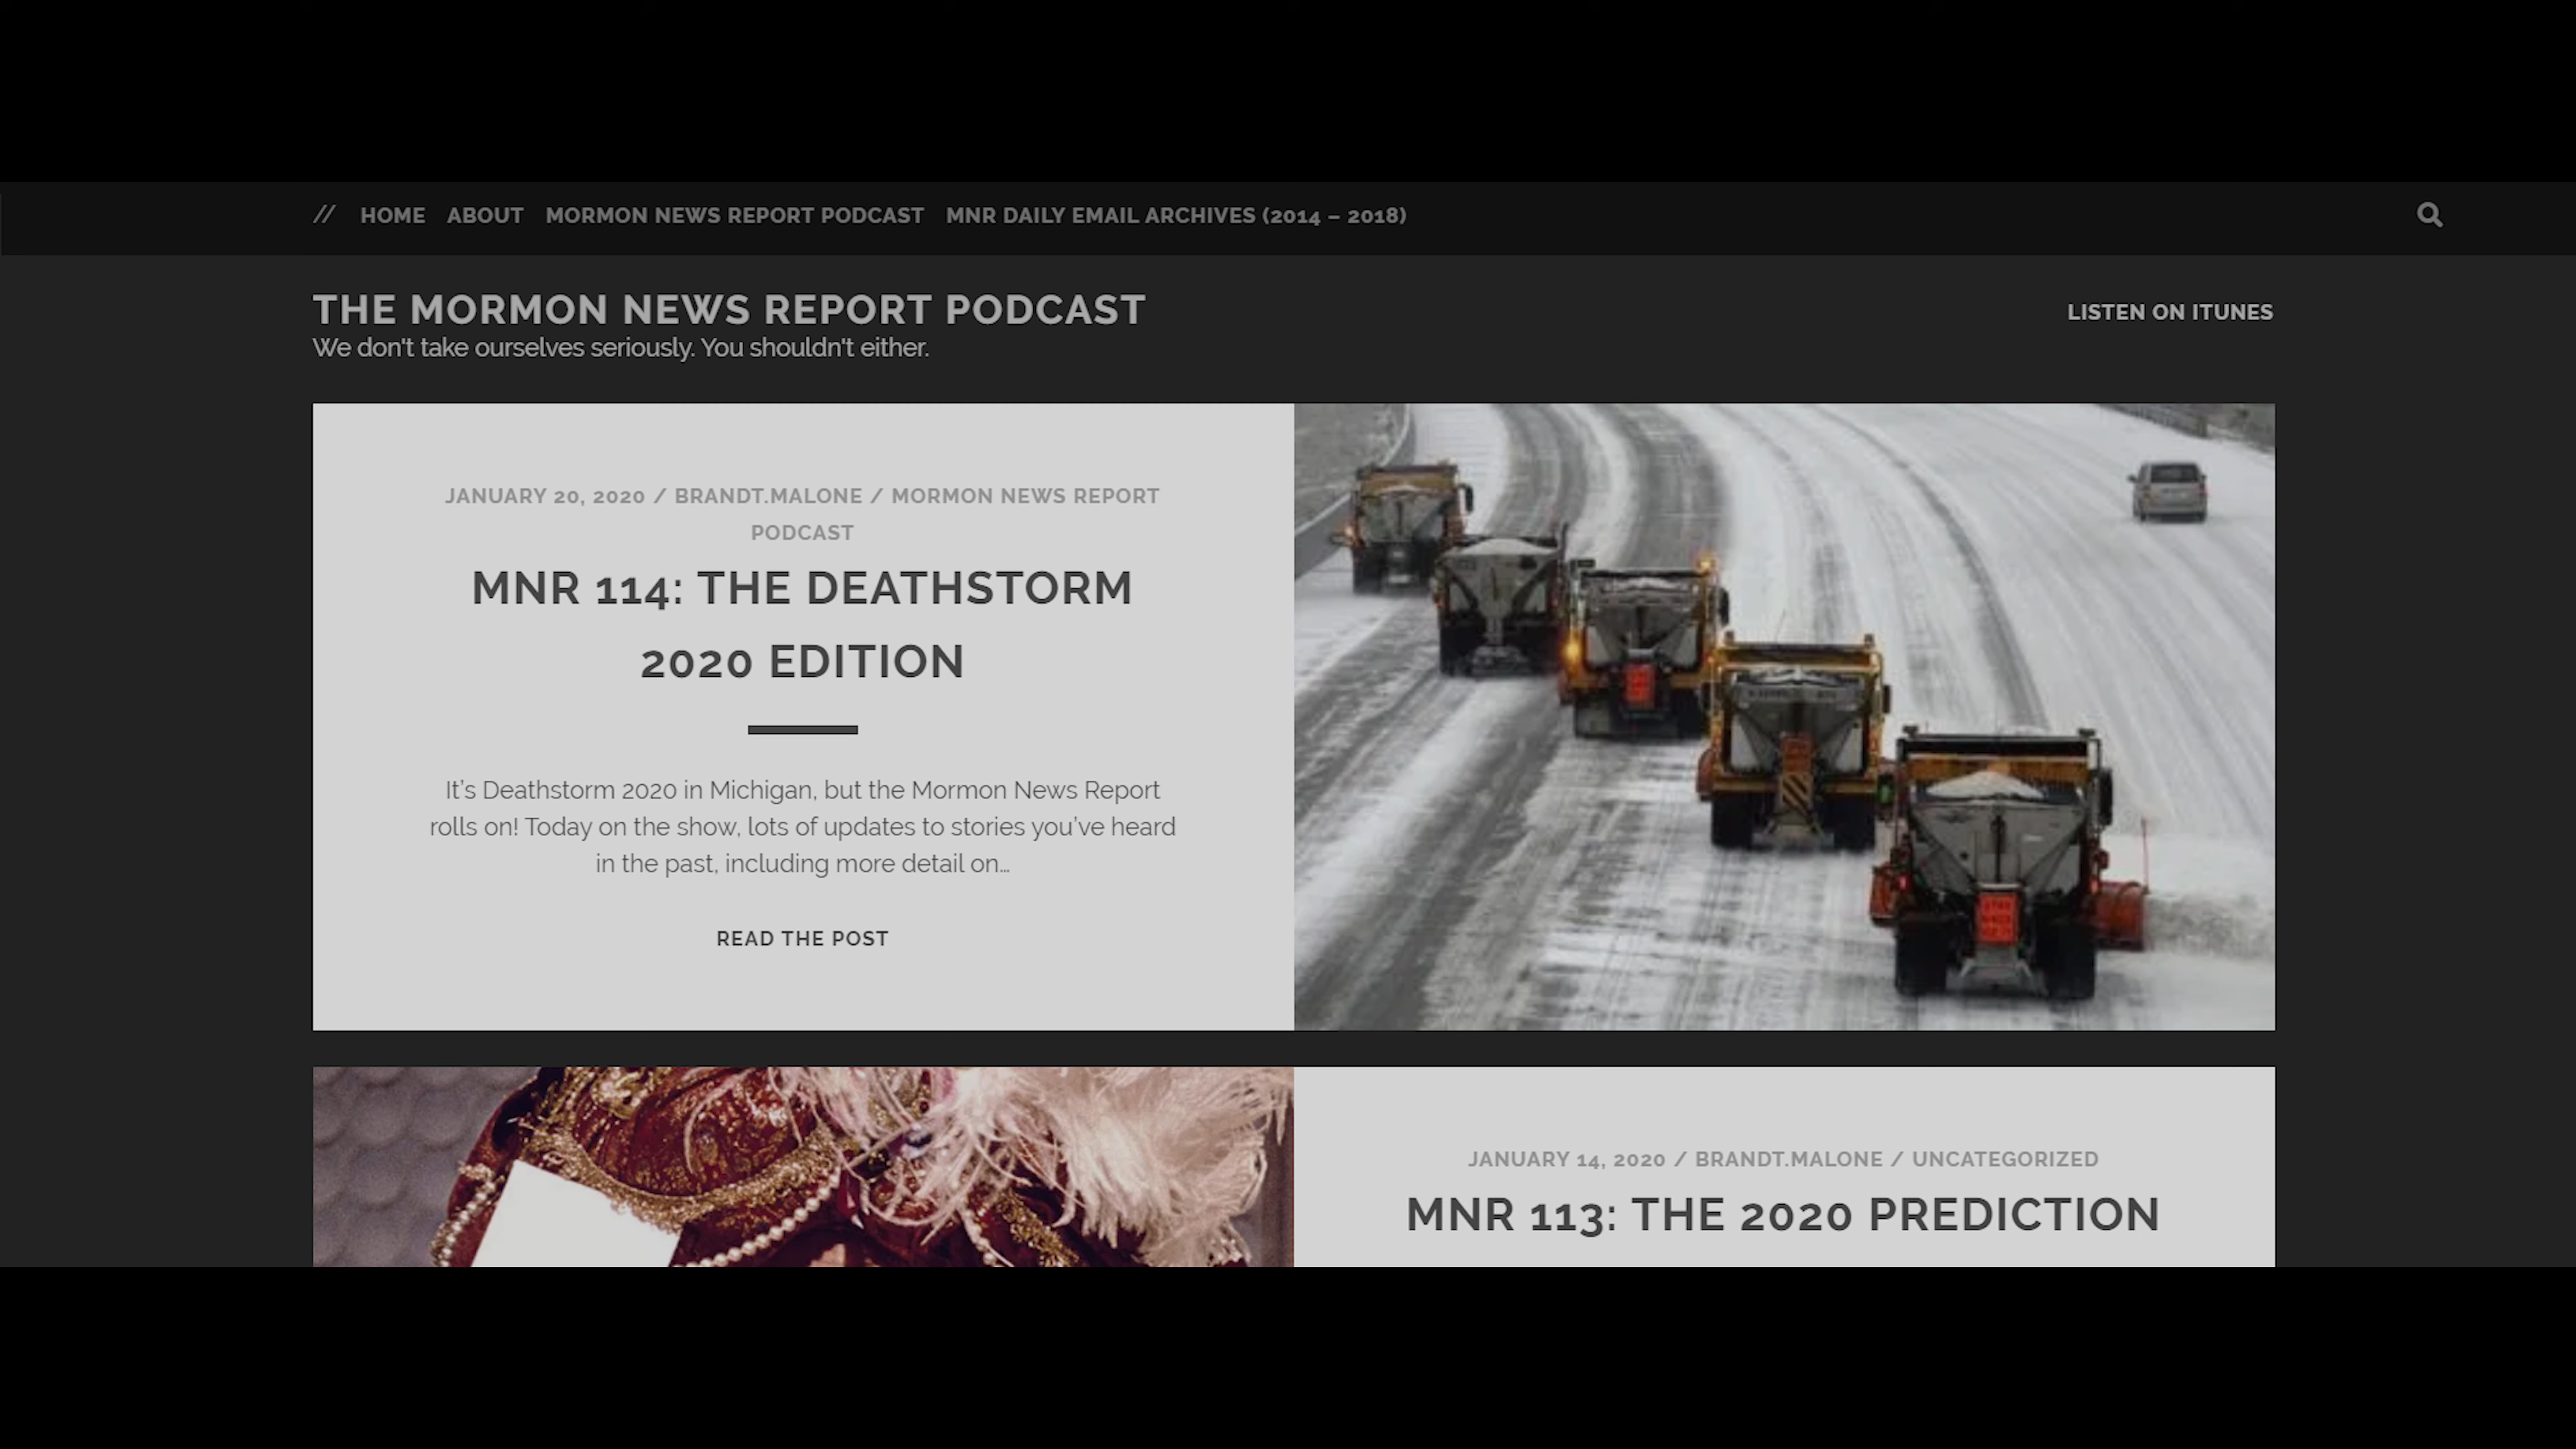 // HOME ABOUT MORMON NEWS REPORT PODCAST MNR DAILY EMAIL ARCHIVES (2014 – 2018)
THE MORMON NEWS REPORT PODCAST
We don't take ourselves seriously. You shouldn't either.
LISTEN ON ITUNES
JANUARY 20, 2020 / BRANDT.MALONE / MORMON NEWS REPORT
PODCAST
MNR 114: THE DEATHSTORM
2020 EDITION
It’s Deathstorm 2020 in Michigan, but the Mormon News Report
rolls on! Today on the show, lots of updates to stories you’ve heard
in the past, including more detail on…
READ THE POST
JANUARY 14, 2020 / BRANDT.MALONE / UNCATEGORIZED
MNR 113: THE 2020 PREDICTION